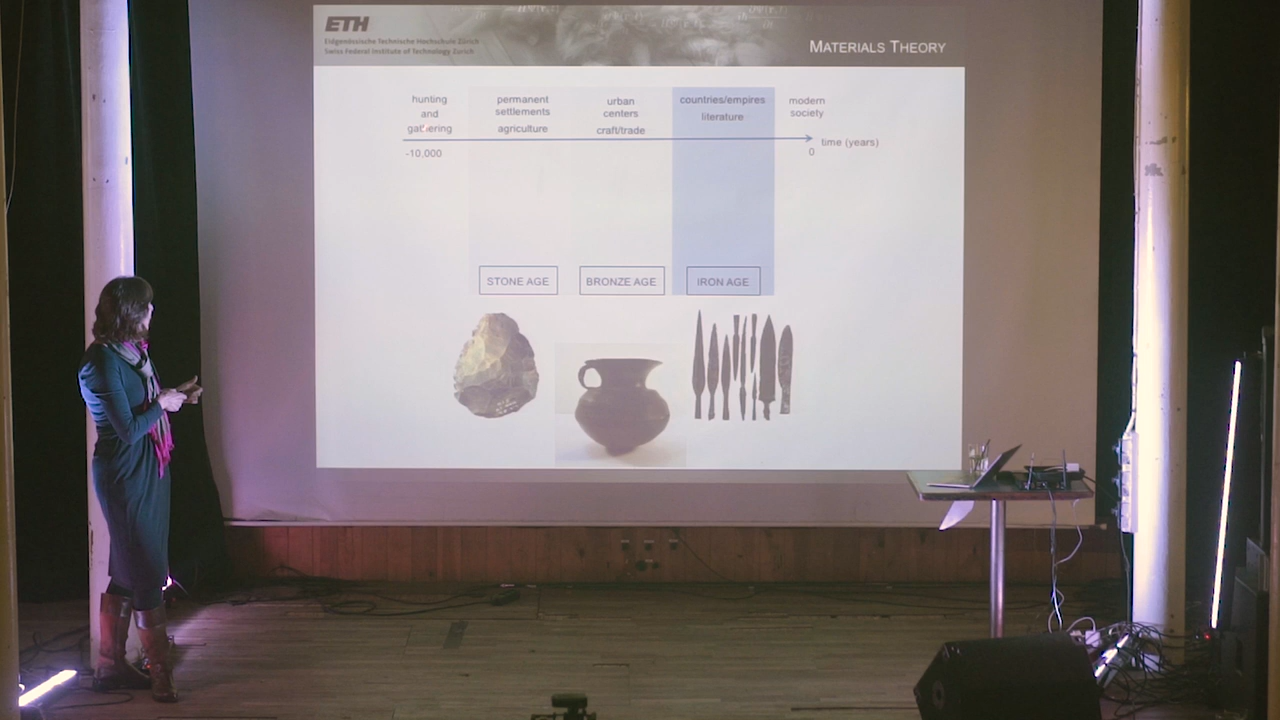 ETH
Eidgenössische Technische Hochschule Zürich
Swiss Federal Institute of Technology Zurich
MATERIALS THEORY
hunting
and
gathering
permanent
settlements
agriculture
urban
centers
craft/trade
countries/empires
literature
modern
society
time (years)
-10,000
0
STONE AGE
BRONZE AGE
IRON AGE